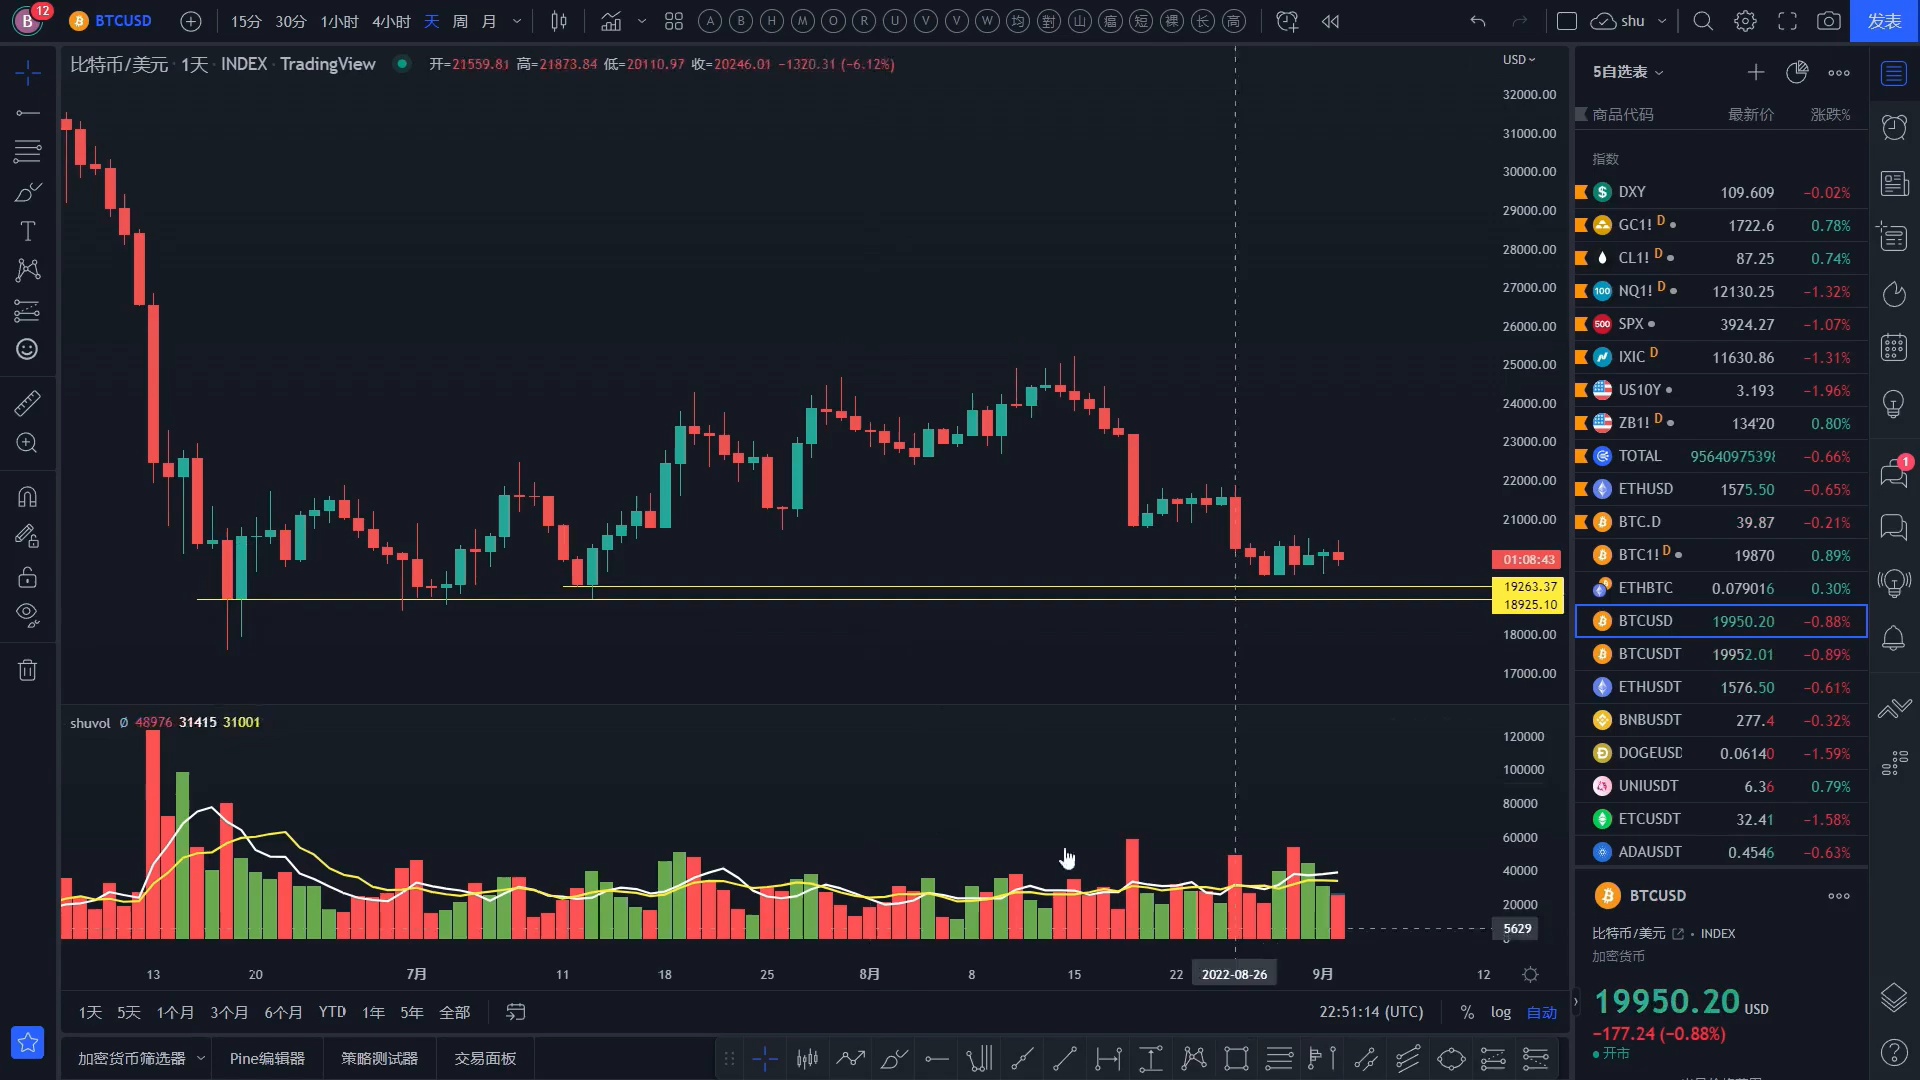 B 12 BTCUSD 15分 30分 1小时 4小时 天 周 月 A B H M O R U V V W 均 對 山 瘟 短 裸 长 高 shu 发表
比特币/美元 · 1天 · INDEX · TradingView 开=21559.81 高=21873.84 低=20110.97 收=20246.01 −1320.31 (−6.12%)
USD
32000.00
31000.00
30000.00
29000.00
28000.00
27000.00
26000.00
25000.00
24000.00
23000.00
22000.00
21000.00
01:08:43
19263.37
18925.10
18000.00
17000.00
shuvol Ø 48976 31415 31001
120000
100000
80000
60000
40000
20000
5629
0
13 20 7月 11 18 25 8月 8 15 22 2022-08-26 9月 12
1天 5天 1个月 3个月 6个月 YTD 1年 5年 全部 22:51:14 (UTC) % log 自动
加密货币筛选器 Pine编辑器 策略测试器 交易面板
5自选表
商品代码 最新价 涨跌%
指数
DXY 109.609 −0.02%
GC1! D 1722.6 0.78%
CL1! D 87.25 0.74%
100 NQ1! D 12130.25 −1.32%
500 SPX 3924.27 −1.07%
IXIC D 11630.86 −1.31%
US10Y 3.193 −1.96%
ZB1! D 134'20 0.80%
TOTAL 95640975398 −0.66%
ETHUSD 1575.50 −0.65%
BTC.D 39.87 −0.21%
BTC1! D 19870 0.89%
ETHBTC 0.079016 0.30%
BTCUSD 19950.20 −0.88%
BTCUSDT 19952.01 −0.89%
ETHUSDT 1576.50 −0.61%
BNBUSDT 277.4 −0.32%
DOGEUSD 0.06140 −1.59%
UNIUSDT 6.36 0.79%
ETCUSDT 32.41 −1.58%
ADAUSDT 0.4546 −0.63%
BTCUSD
比特币/美元 · INDEX
加密货币
19950.20 USD
−177.24 (−0.88%)
开市
1